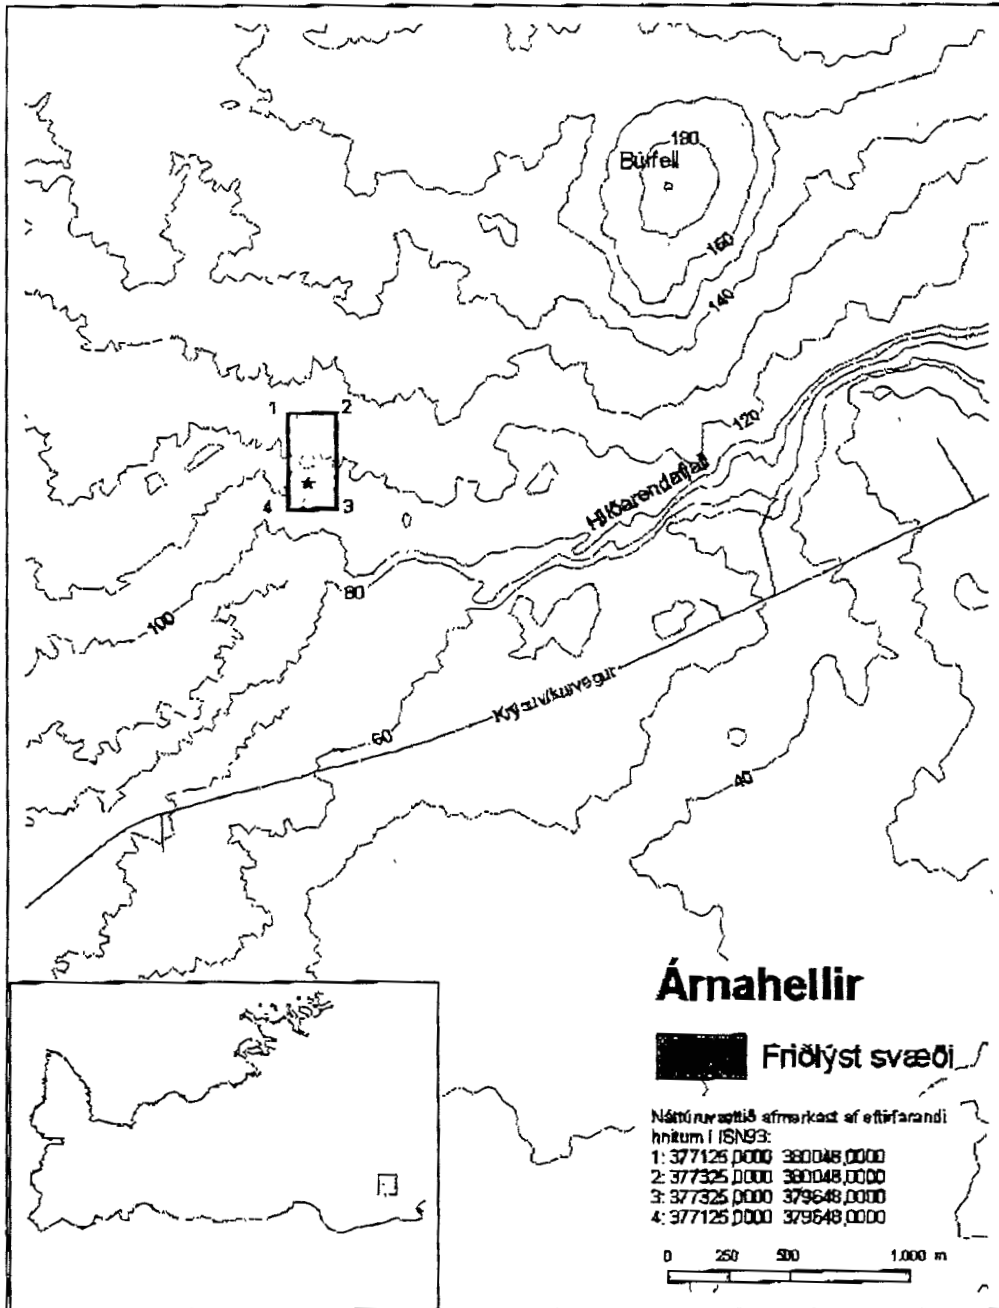 180
Búrfell
160
140
1 2
120
Hlíðarendafjall
4 3
80
100
Krýsuvíkurvegur
60
40
Árnahellir
Friðlýst svæði
Náttúruvættið afmarkast af eftirfarandi
hnitum í ISN93:
1: 377125,0000 380048,0000
2: 377325,0000 380048,0000
3: 377325,0000 379648,0000
4: 377125,0000 379648,0000
0 250 500 1.000 m